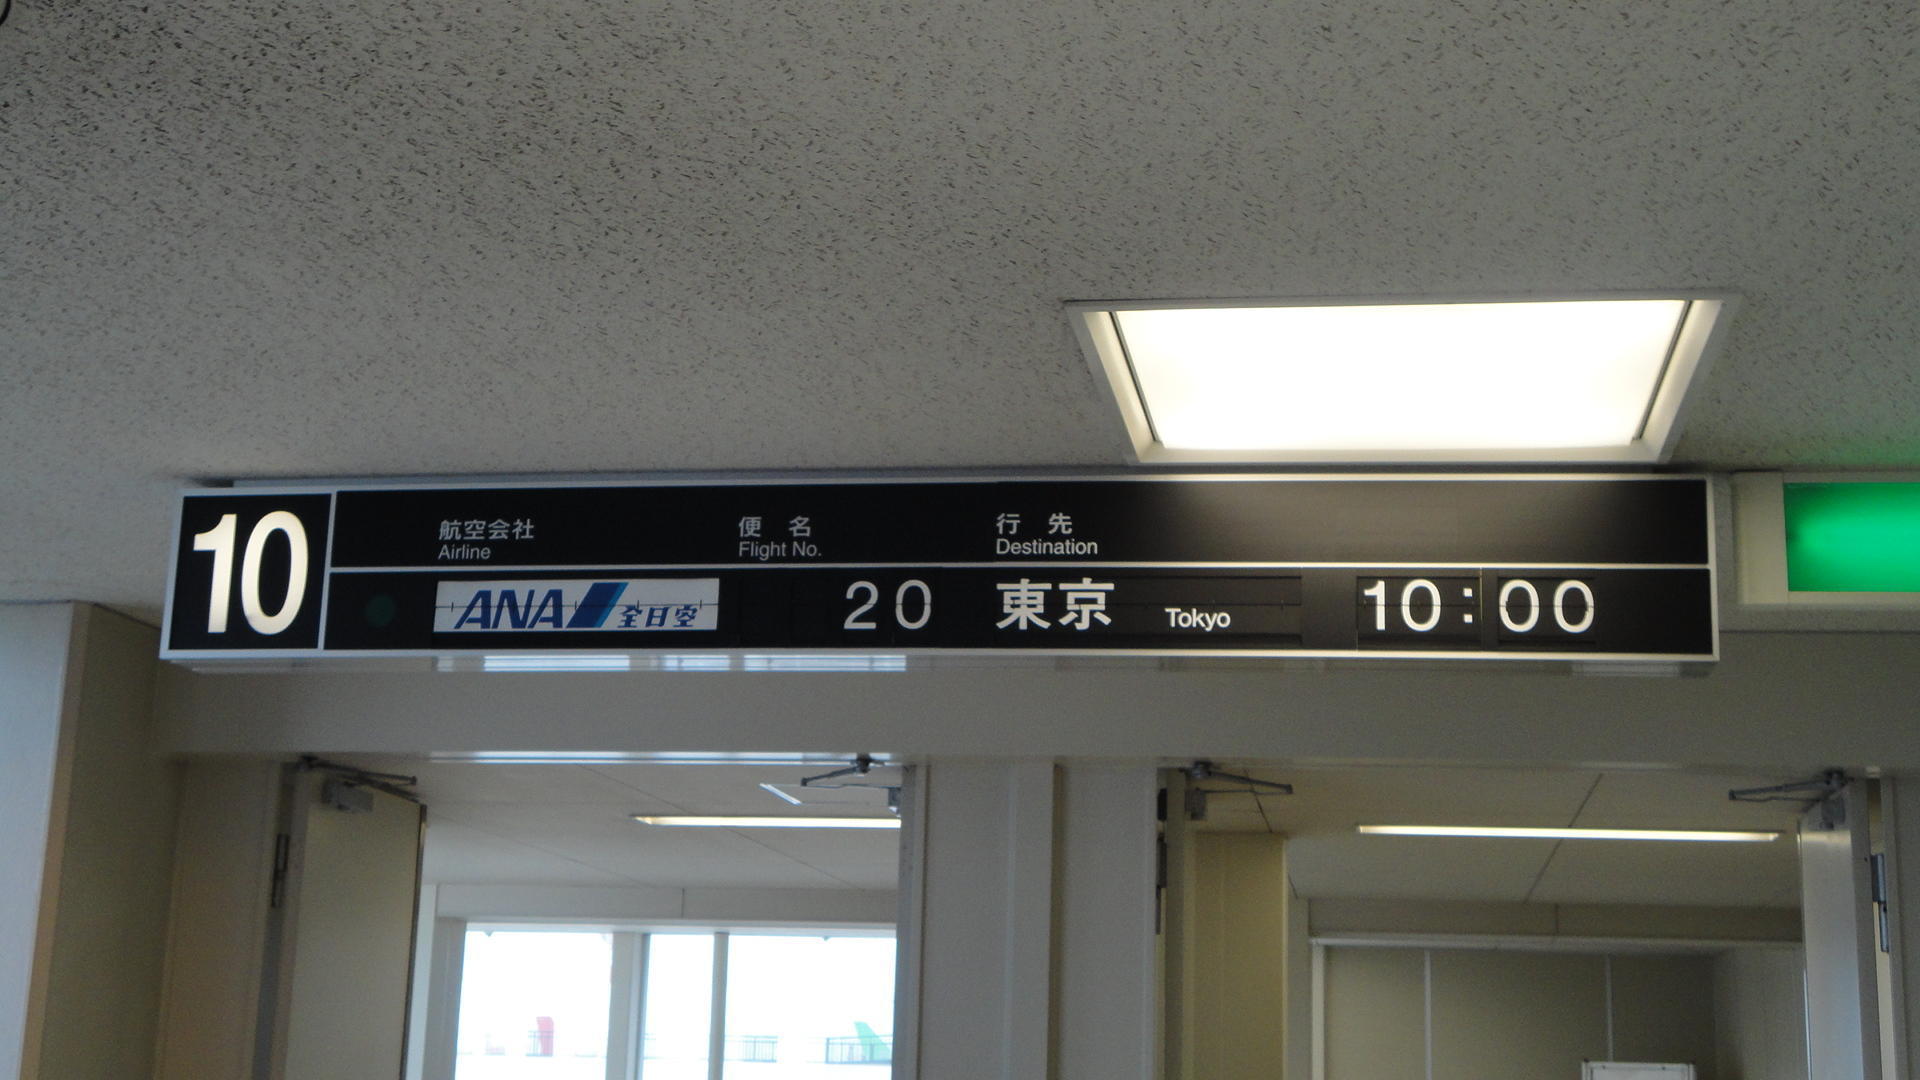 10
航空会社 便名 行先
Airline Flight No. Destination
ANA 全日空 20 東京 Tokyo 10:00